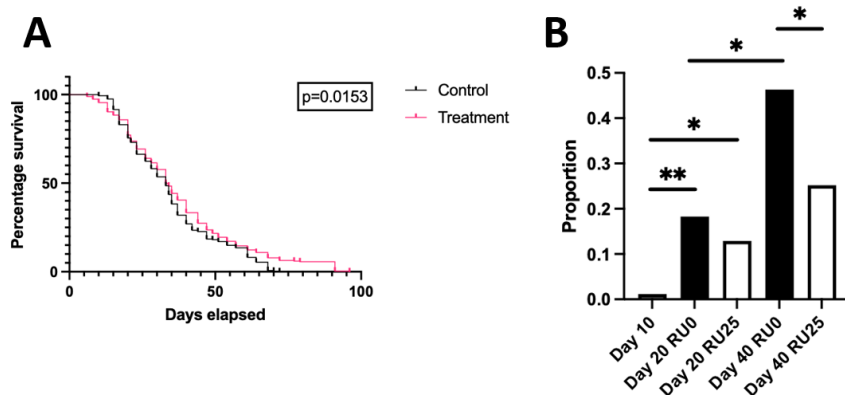 A
p=0.0153
Control
Treatment
Percentage survival
100
50
0
0
50
100
Days elapsed
B
*
*
*
**
Proportion
0.5
0.4
0.3
0.2
0.1
0.0
Day 10
Day 20 RU0
Day 20 RU25
Day 40 RU0
Day 40 RU25